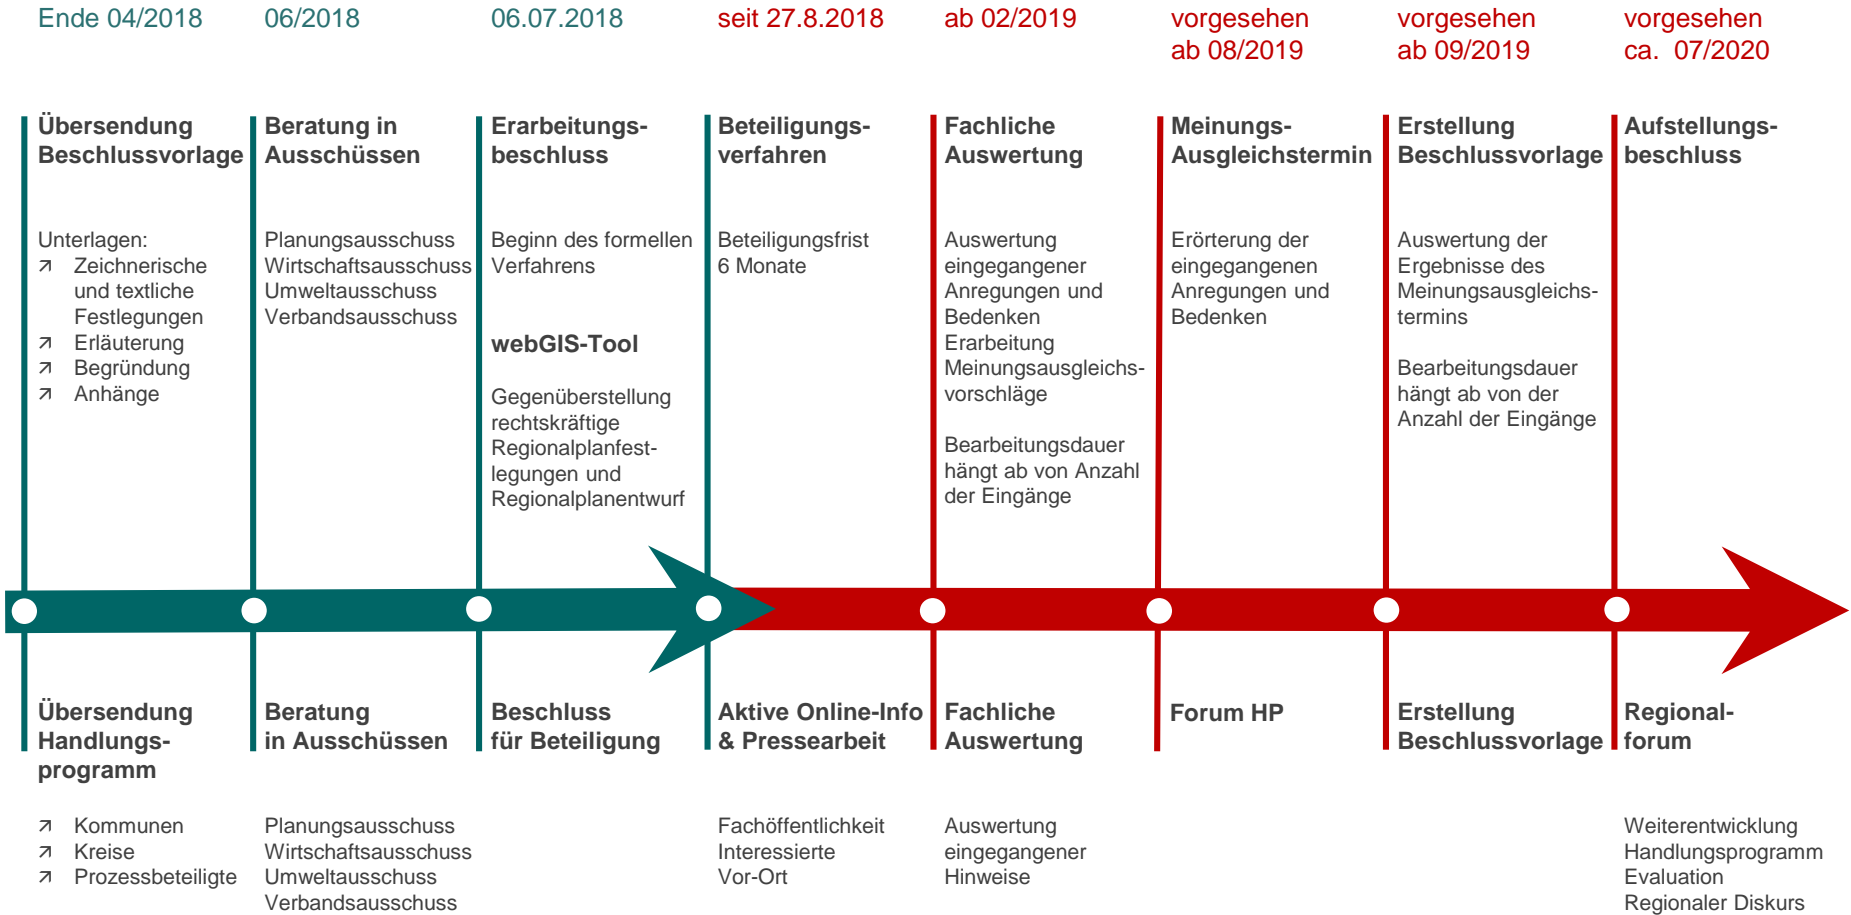 Ende 04/2018
Übersendung
Beschlussvorlage
Unterlagen:
↗ Zeichnerische
und textliche
Festlegungen
↗ Erläuterung
↗ Begründung
↗ Anhänge
06/2018
Beratung in
Ausschüssen
Planungsausschuss
Wirtschaftsausschuss
Umweltausschuss
Verbandsausschuss
06.07.2018
Erarbeitungs-
beschluss
Beginn des formellen
Verfahrens
webGIS-Tool
Gegenüberstellung
rechtskräftige
Regionalplanfest-
legungen und
Regionalplanentwurf
seit 27.8.2018
Beteiligungs-
verfahren
Beteiligungsfrist
6 Monate
ab 02/2019
Fachliche
Auswertung
Auswertung
eingegangener
Anregungen und
Bedenken
Erarbeitung
Meinungsausgleichs-
vorschläge
Bearbeitungsdauer
hängt ab von Anzahl
der Eingänge
vorgesehen
ab 08/2019
Meinungs-
Ausgleichstermin
Erörterung der
eingegangenen
Anregungen und
Bedenken
vorgesehen
ab 09/2019
Erstellung
Beschlussvorlage
Auswertung der
Ergebnisse des
Meinungsausgleichs-
termins
Bearbeitungsdauer
hängt ab von der
Anzahl der Eingänge
vorgesehen
ca. 07/2020
Aufstellungs-
beschluss
Übersendung
Handlungs-
programm
↗ Kommunen
↗ Kreise
↗ Prozessbeteiligte
Beratung
in Ausschüssen
Planungsausschuss
Wirtschaftsausschuss
Umweltausschuss
Verbandsausschuss
Beschluss
für Beteiligung
Aktive Online-Info
& Pressearbeit
Fachöffentlichkeit
Interessierte
Vor-Ort
Fachliche
Auswertung
Auswertung
eingegangener
Hinweise
Forum HP
Erstellung
Beschlussvorlage
Regional-
forum
Weiterentwicklung
Handlungsprogramm
Evaluation
Regionaler Diskurs